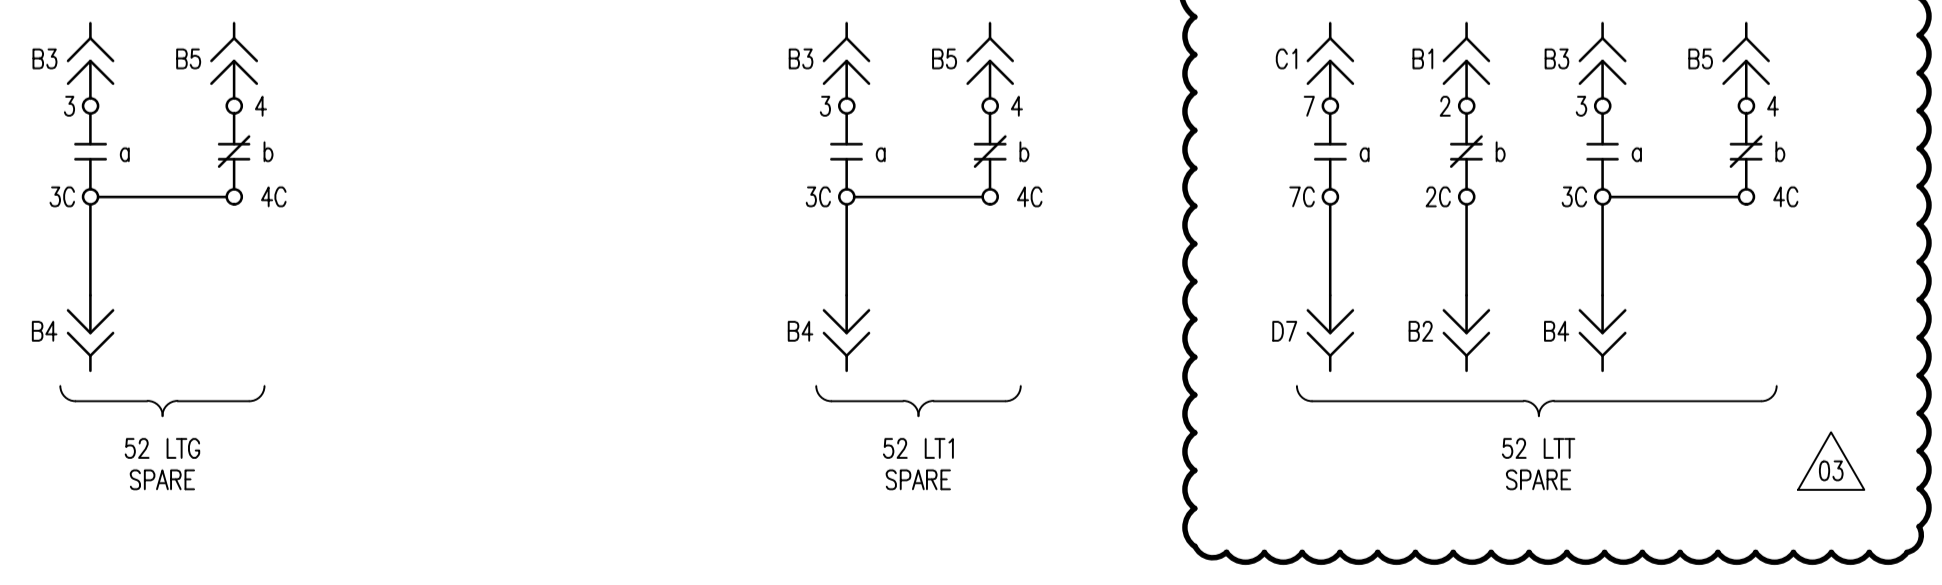 B3 B5 B3 B5 C1 B1 B3 B5
3 4 3 4 7 2 3 4
a b a b a b a b
3C 4C 3C 4C 7C 2C 3C 4C
B4 B4 D7 B2 B4
52 LTG 52 LT1 52 LTT
SPARE SPARE SPARE
03